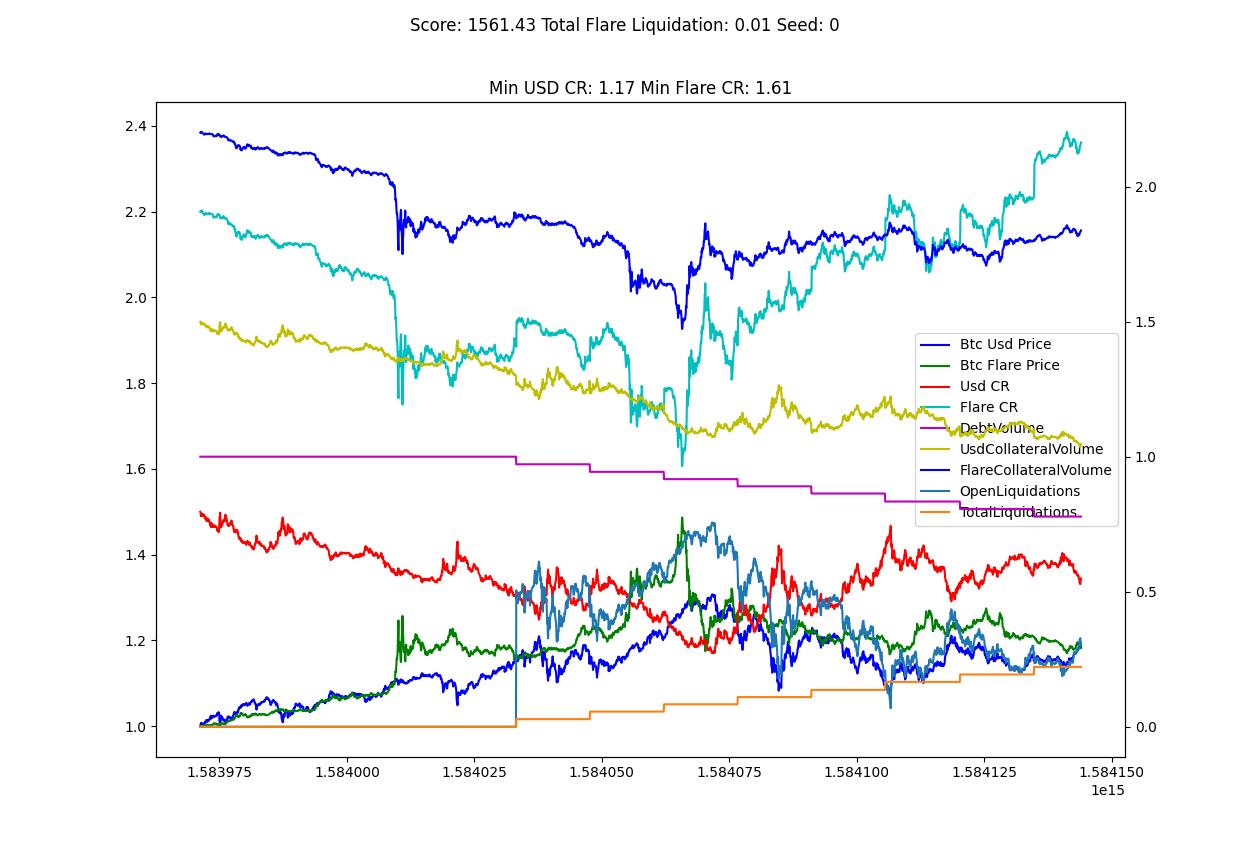 Score: 1561.43 Total Flare Liquidation: 0.01 Seed: 0
Min USD CR: 1.17 Min Flare CR: 1.61
2.4
2.2
2.0
1.8
1.6
1.4
1.2
1.0
2.0
1.5
1.0
0.5
0.0
Btc Usd Price
Btc Flare Price
Usd CR
Flare CR
DebtVolume
UsdCollateralVolume
FlareCollateralVolume
OpenLiquidations
TotalLiquidations
1.583975 1.584000 1.584025 1.584050 1.584075 1.584100 1.584125 1.584150
1e15